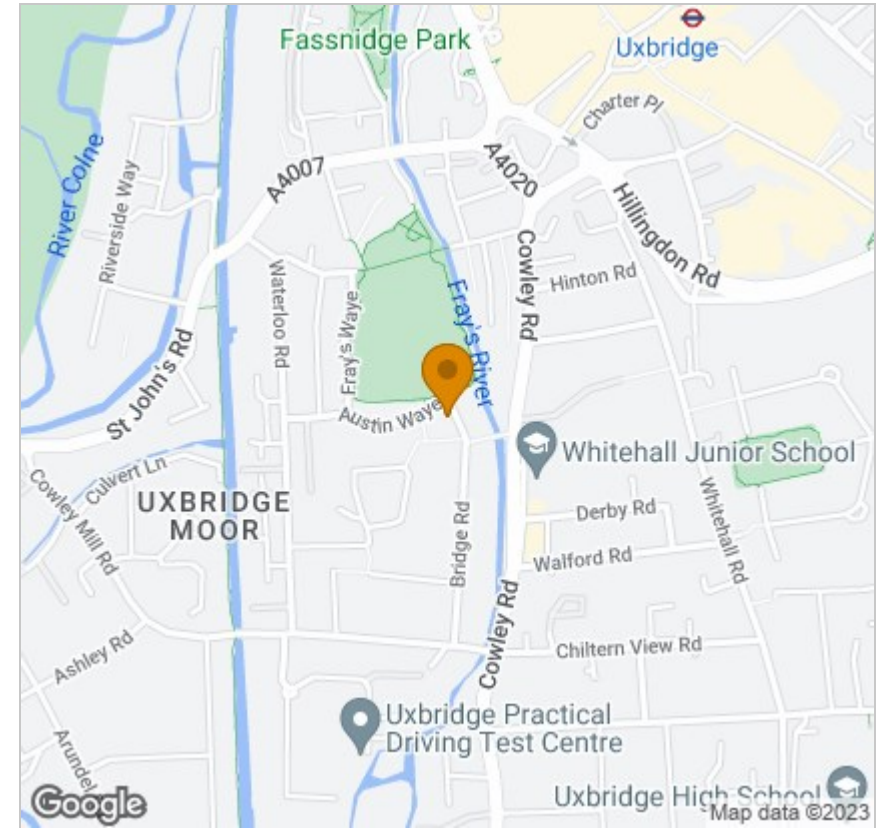 Fassnidge Park
Uxbridge
Charter Pl
River Colne
Riverside Way
A4007
A4020
Hillingdon Rd
Cowley Rd
Hinton Rd
Waterloo Rd
Fray's Waye
Fray's River
St John's Rd
Austin Waye
Whitehall Junior School
Culvert Ln
Cowley Mill Rd
UXBRIDGE
MOOR
Bridge Rd
Derby Rd
Whitehall Rd
Walford Rd
Cowley Rd
Chiltern View Rd
Ashley Rd
Arundel
Uxbridge Practical
Driving Test Centre
Uxbridge High School
Google
Map data ©2023